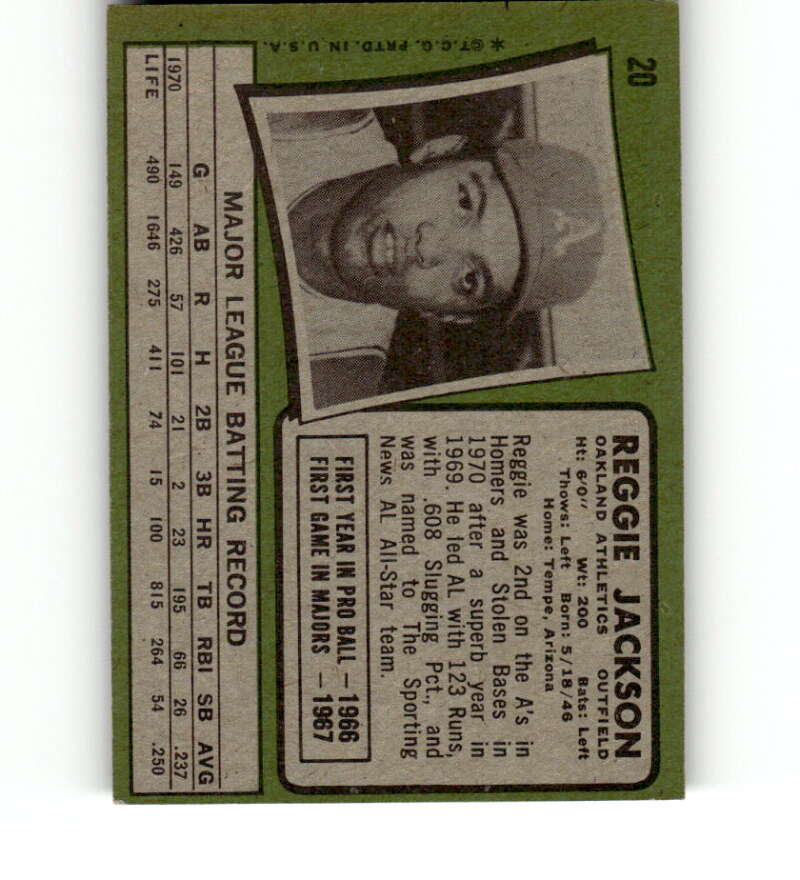 20
REGGIE JACKSON
OAKLAND ATHLETICS OUTFIELD
Ht: 6'0" Wt: 200 Bats: Left
Thows: Left Born: 5/18/46
Home: Tempe, Arizona
Reggie was 2nd on the A's in
Homers and Stolen Bases in
1970 after a superb year in
1969. He led AL with 123 Runs,
with .608 Slugging Pct., and
was named to The Sporting
News AL All-Star team.
FIRST YEAR IN PRO BALL — 1966
FIRST GAME IN MAJORS — 1967
A
*©T.C.G. PRTD. IN U.S.A.
MAJOR LEAGUE BATTING RECORD
G AB R H 2B 3B HR TB RBI SB AVG
1970 149 426 57 101 21 2 23 195 66 26 .237
LIFE 490 1646 275 411 74 15 100 815 264 54 .250